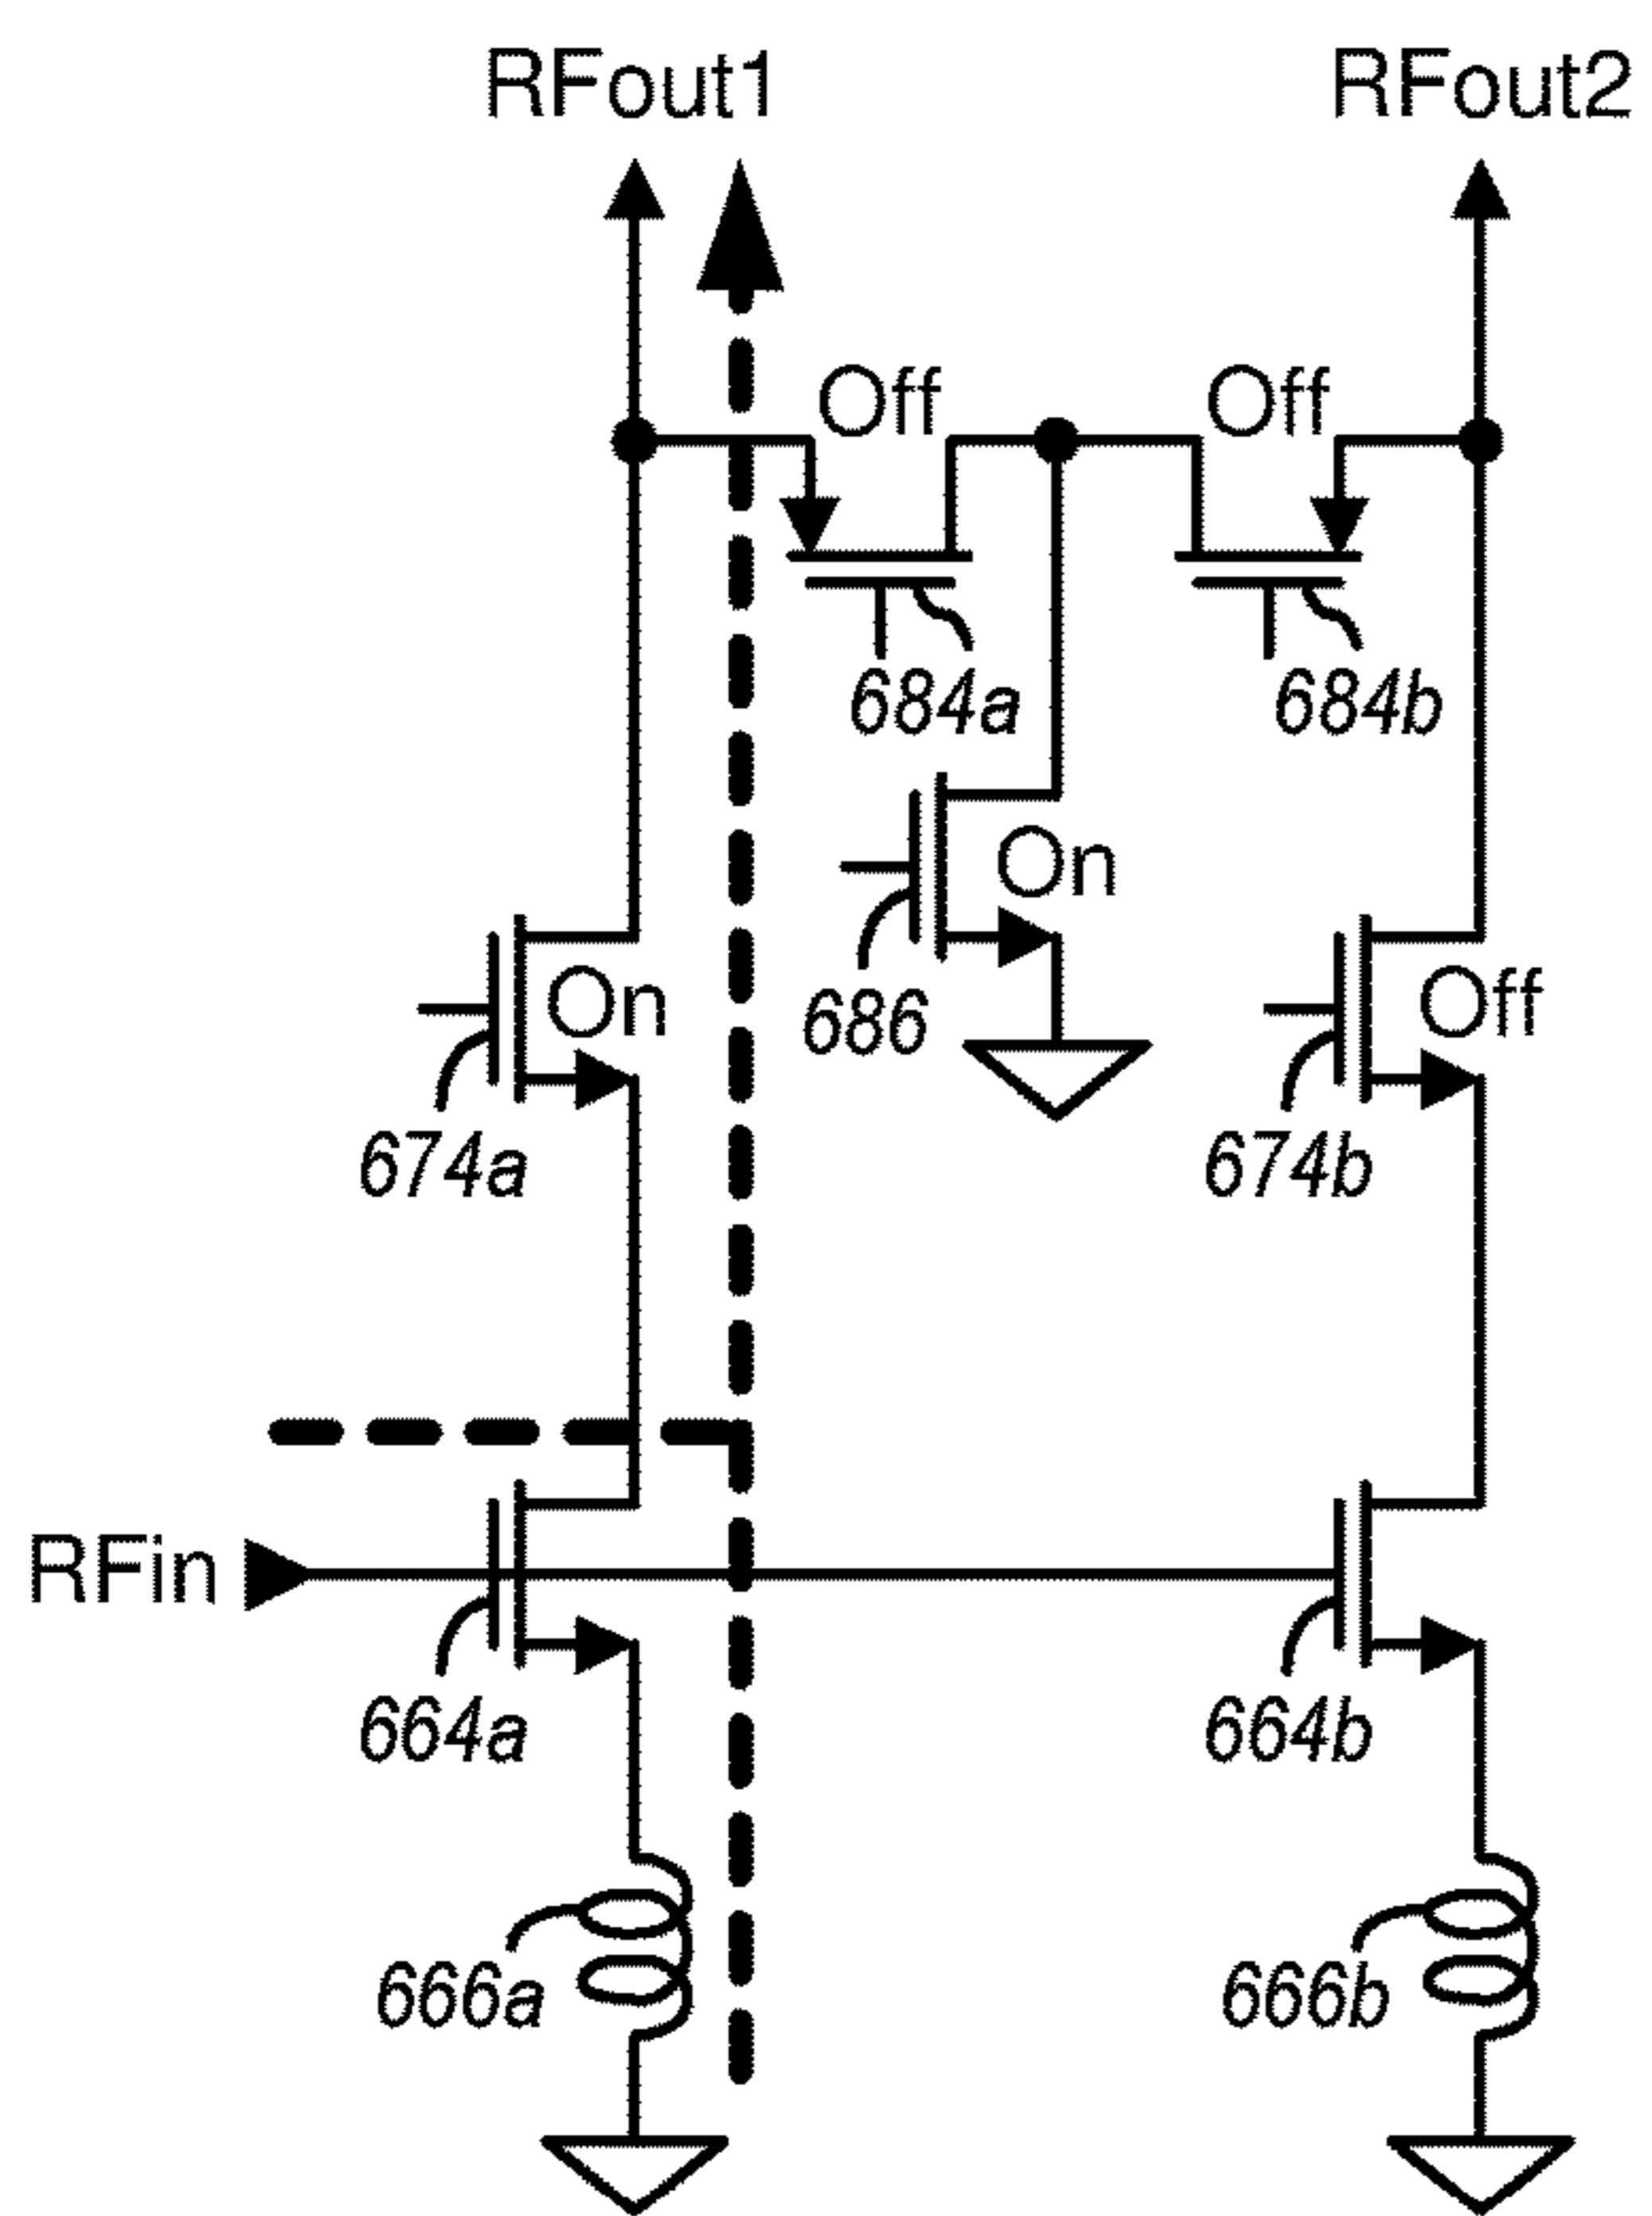 RFout1 RFout2
Off Off
684a 684b
On
686
On Off
674a 674b
RFin
664a 664b
666a 666b